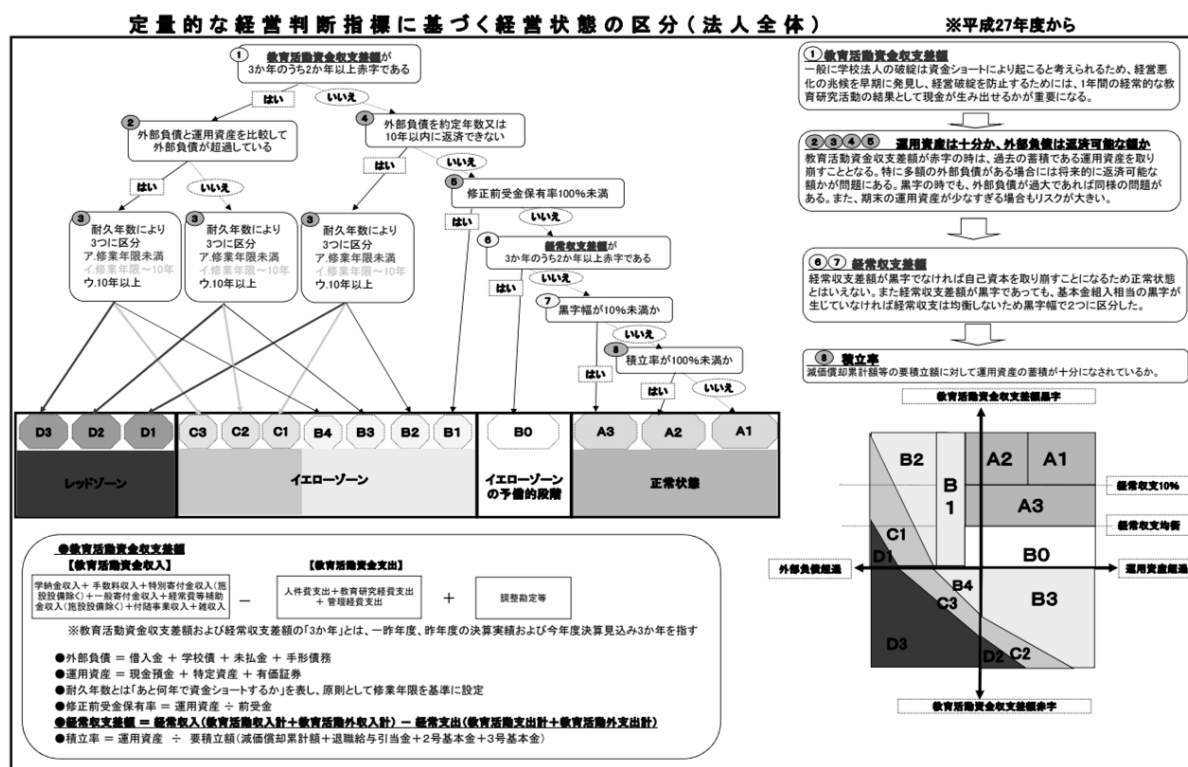 定量的な経営判断指標に基づく経営状態の区分(法人全体)
※平成27年度から
① 教育活動資金収支差額が
3か年のうち2か年以上赤字である
はい
いいえ
② 外部負債と運用資産を比較して
外部負債が超過している
④ 外部負債を約定年数又は
10年以内に返済できない
はい
いいえ
はい
いいえ
⑤ 修正前受金保有率100%未満
はい
いいえ
③ 耐久年数により
3つに区分
ア.修業年限未満
イ.修業年限~10年
ウ.10年以上
③ 耐久年数により
3つに区分
ア.修業年限未満
イ.修業年限~10年
ウ.10年以上
③ 耐久年数により
3つに区分
ア.修業年限未満
イ.修業年限~10年
ウ.10年以上
⑥ 経常収支差額が
3か年のうち2か年以上赤字である
はい
いいえ
⑦ 黒字幅が10%未満か
はい
いいえ
⑧ 積立率が100%未満か
はい
いいえ
D3 D2 D1 C3 C2 C1 B4 B3 B2 B1 B0 A3 A2 A1
レッドゾーン
イエローゾーン
イエローゾーン
の予備的段階
正常状態
●教育活動資金収支差額
【教育活動資金収入】
学納金収入+手数料収入+特別寄付金収入(施
設設備除く)+一般寄付金収入+経常費等補助
金収入(施設設備除く)+付随事業収入+雑収入
−
【教育活動資金支出】
人件費支出+教育研究経費支出
+管理経費支出
+
調整勘定等
※教育活動資金収支差額および経常収支差額の「3か年」とは、一昨年度、昨年度の決算実績および今年度決算見込み3か年を指す
●外部負債 = 借入金 + 学校債 + 未払金 + 手形債務
●運用資産 = 現金預金 + 特定資産 + 有価証券
●耐久年数とは「あと何年で資金ショートするか」を表し、原則として修業年限を基準に設定
●修正前受金保有率 = 運用資産 ÷ 前受金
●経常収支差額 = 経常収入(教育活動収入計+教育活動外収入計) − 経常支出(教育活動支出計+教育活動外支出計)
●積立率 = 運用資産 ÷ 要積立額(減価償却累計額+退職給与引当金+2号基本金+3号基本金)
① 教育活動資金収支差額
一般に学校法人の破綻は資金ショートにより起こると考えられるため、経営悪
化の兆候を早期に発見し、経営破綻を防止するためには、1年間の経常的な教
育研究活動の結果として現金が生み出せるかが重要になる。
②③④⑤ 運用資産は十分か、外部負債は返済可能な額か
教育活動資金収支差額が赤字の時は、過去の蓄積である運用資産を取り
崩すこととなる。特に多額の外部負債がある場合には将来的に返済可能な
額かが問題にある。黒字の時でも、外部負債が過大であれば同様の問題が
ある。また、期末の運用資産が少なすぎる場合もリスクが大きい。
⑥⑦ 経常収支差額
経常収支差額が黒字でなければ自己資本を取り崩すことになるため正常状態
とはいえない。また経常収支差額が黒字であっても、基本金組入相当の黒字が
生じていなければ経常収支は均衡しないため黒字幅で2つに区分した。
⑧ 積立率
減価償却累計額等の要積立額に対して運用資産の蓄積が十分になされているか。
教育活動資金収支差額黒字
B2
B
1
A2
A1
経常収支10%
A3
経常収支均衡
C1
D1
B0
外部負債超過
運用資産超過
B4
C3
B3
D3
D2
C2
教育活動資金収支差額赤字